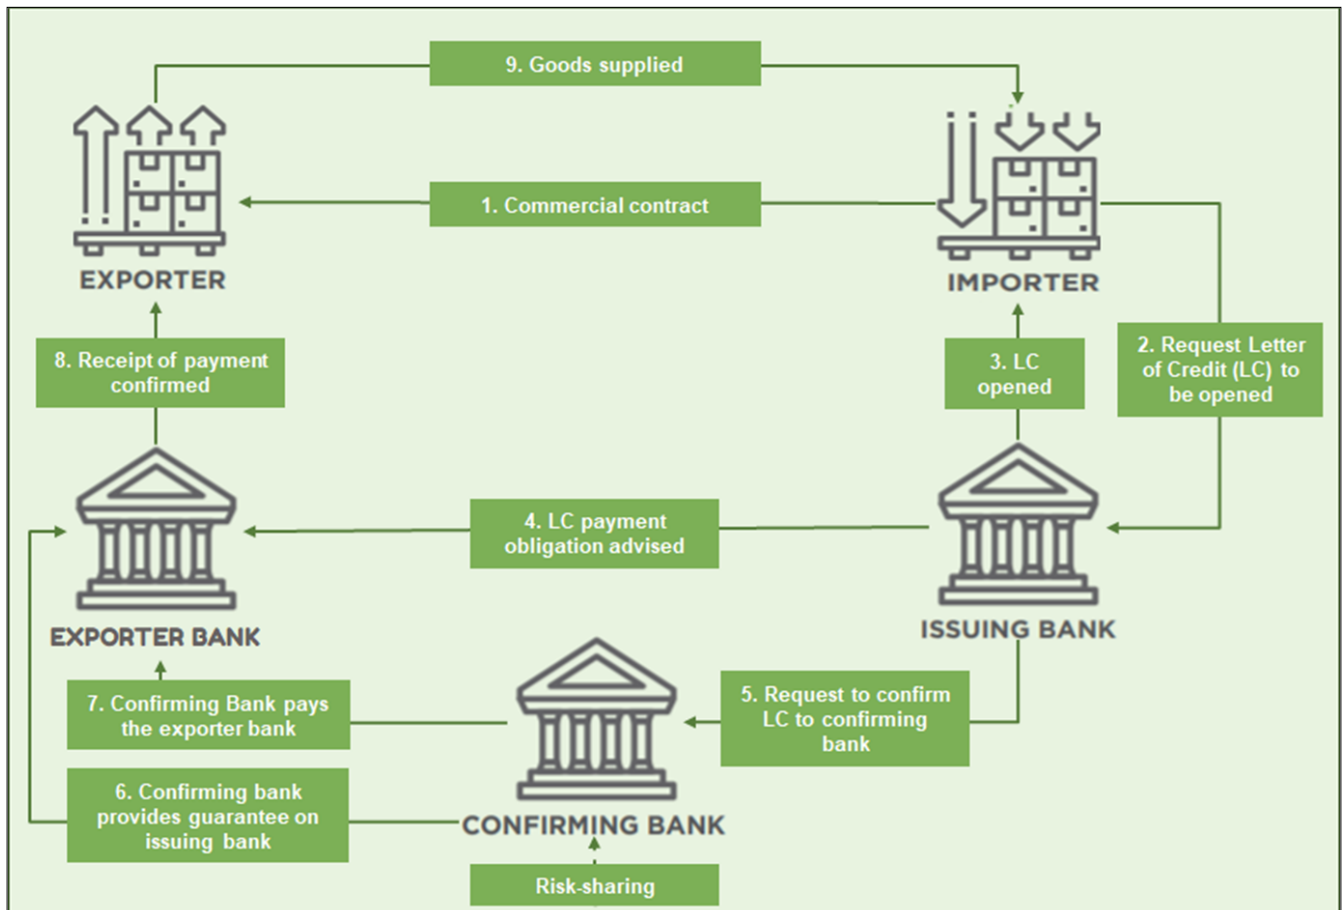 9. Goods supplied
1. Commercial contract
EXPORTER
IMPORTER
8. Receipt of payment
confirmed
3. LC
opened
2. Request Letter
of Credit (LC) to
be opened
4. LC payment
obligation advised
EXPORTER BANK
ISSUING BANK
7. Confirming Bank pays
the exporter bank
5. Request to confirm
LC to confirming
bank
6. Confirming bank
provides guarantee on
issuing bank
CONFIRMING BANK
Risk-sharing